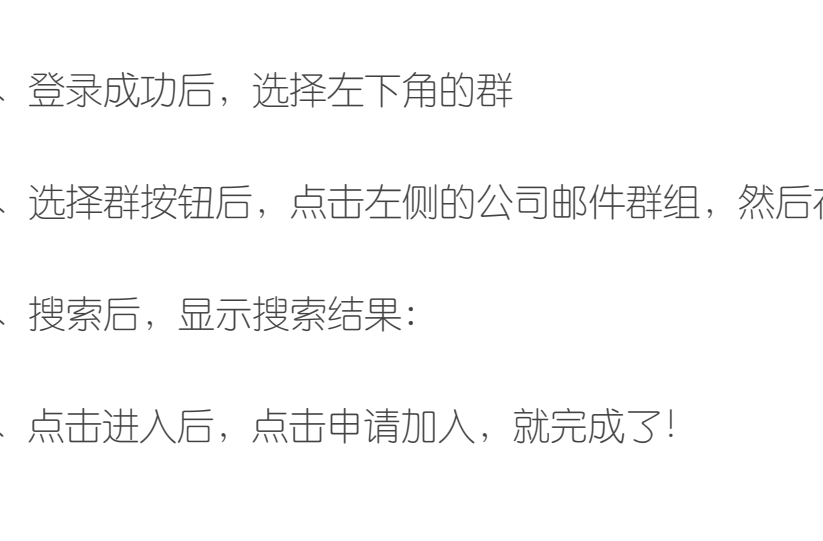 、登录成功后，选择左下角的群
、选择群按钮后，点击左侧的公司邮件群组，然后在
、搜索后，显示搜索结果：
、点击进入后，点击申请加入，就完成了！